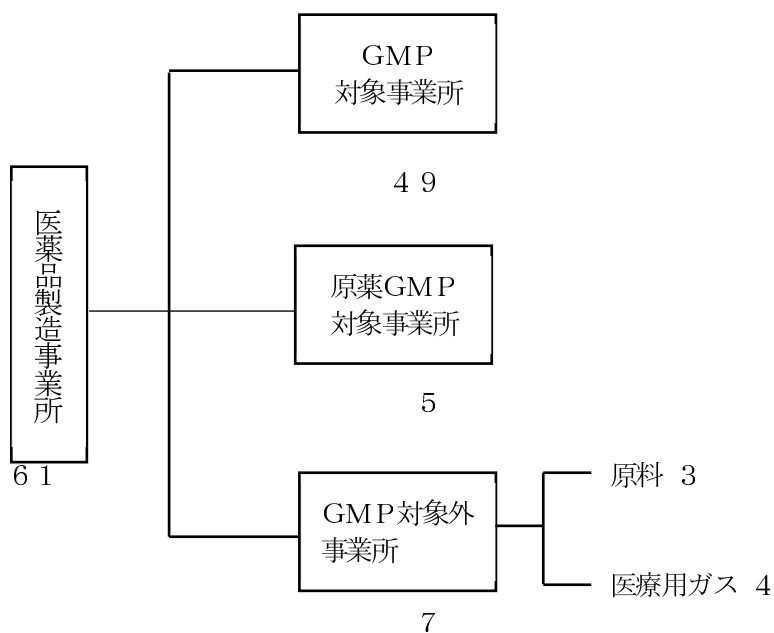 医薬品製造事業所
６１
ＧＭＰ
対象事業所
４９
原薬ＧＭＰ
対象事業所
５
ＧＭＰ対象外
事業所
７
原料 ３
医療用ガス ４